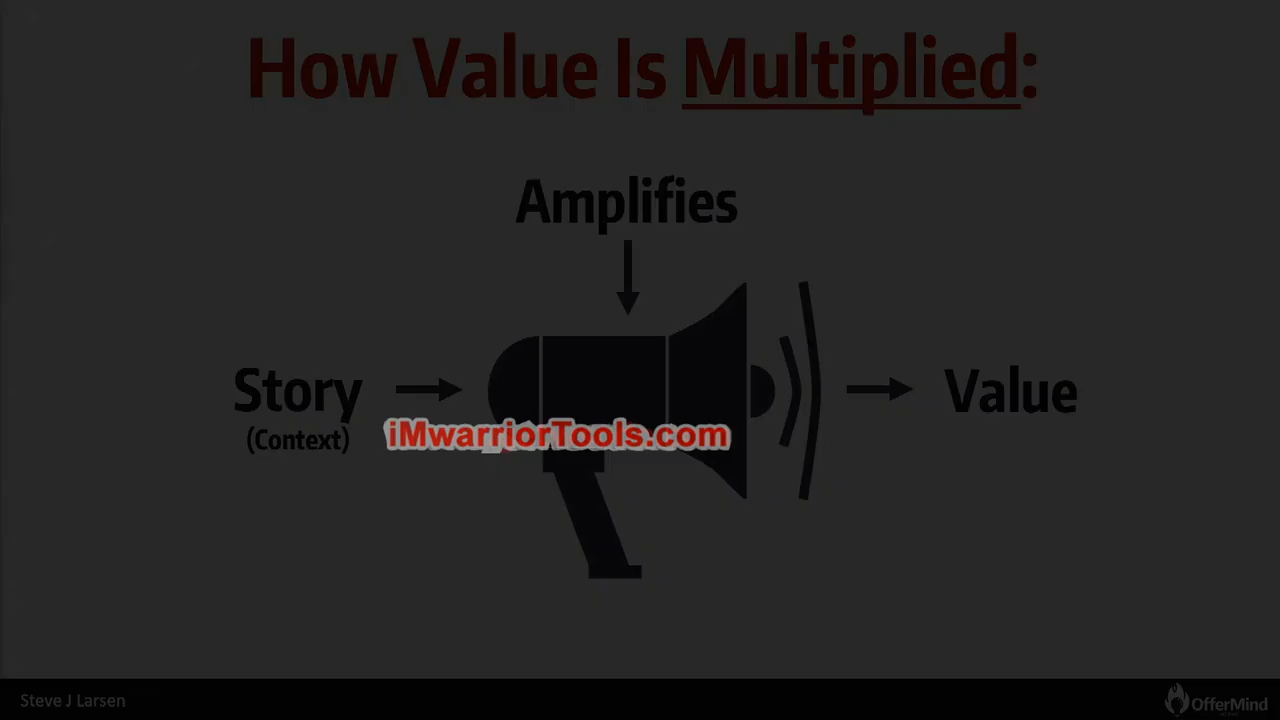 How Value Is Multiplied:
Amplifies
Story
(Context)
Value
iMwarriorTools.com
Steve J Larsen
OfferMind